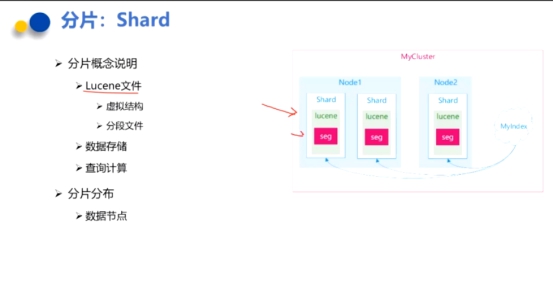 分片：Shard
分片概念说明
Lucene文件
虚拟结构
分段文件
数据存储
查询计算
分片分布
数据节点
MyCluster
Node1
Node2
Shard
Shard
Shard
lucene
lucene
lucene
seg
seg
seg
MyIndex